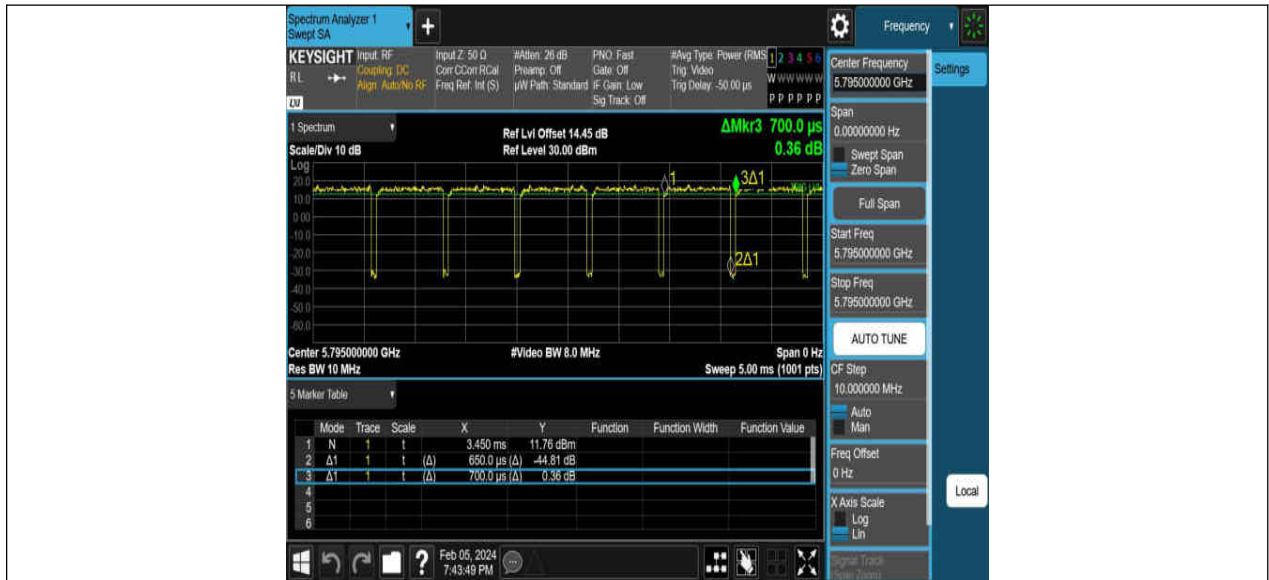 Spectrum Analyzer 1
Swept SA
+
Frequency
KEYSIGHT
RL
Input: RF
Coupling: DC
Align: Auto/No RF
Input Z: 50 Ω
Corr CCorr RCal
Freq Ref: Int (S)
#Atten: 26 dB
Preamp: Off
µW Path: Standard
PNO: Fast
Gate: Off
IF Gain: Low
Sig Track: Off
#Avg Type: Power (RMS
Trig: Video
Trig Delay: -50.00 µs
1 2 3 4 5 6
W W W W W W
P P P P P P
1 Spectrum
Scale/Div 10 dB
Ref Lvl Offset 14.45 dB
Ref Level 30.00 dBm
ΔMkr3 700.0 µs
0.36 dB
Log
20.0
10.0
0.00
-10.0
-20.0
-30.0
-40.0
-50.0
-60.0
1
3Δ1
2Δ1
Center 5.795000000 GHz
#Video BW 8.0 MHz
Span 0 Hz
Res BW 10 MHz
Sweep 5.00 ms (1001 pts)
5 Marker Table
Mode Trace Scale X Y Function Function Width Function Value
1 N 1 t 3.450 ms 11.76 dBm
2 Δ1 1 t (Δ) 650.0 µs (Δ) -44.81 dB
3 Δ1 1 t (Δ) 700.0 µs (Δ) 0.36 dB
4
5
6
Feb 05, 2024
7:43:49 PM
Center Frequency
5.795000000 GHz
Settings
Span
0.00000000 Hz
Swept Span
Zero Span
Full Span
Start Freq
5.795000000 GHz
Stop Freq
5.795000000 GHz
AUTO TUNE
CF Step
10.000000 MHz
Auto
Man
Freq Offset
0 Hz
X Axis Scale
Log
Lin
Local
Signal Track
(Span Zoom)